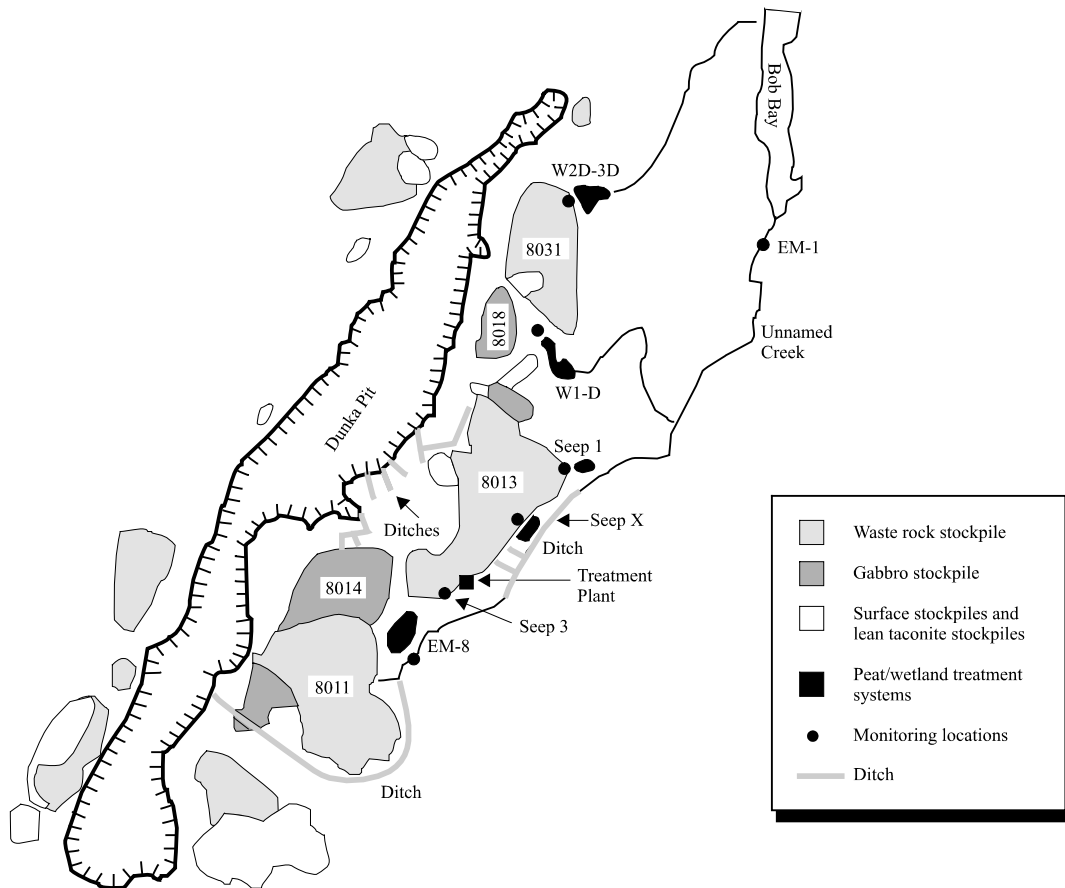 Bob Bay
W2D-3D
8031
EM-1
8018
Unnamed
Creek
W1-D
Dunka Pit
Seep 1
8013
Seep X
Ditches
Ditch
Treatment
Plant
8014
Seep 3
EM-8
8011
Ditch
Waste rock stockpile
Gabbro stockpile
Surface stockpiles and
lean taconite stockpiles
Peat/wetland treatment
systems
Monitoring locations
Ditch